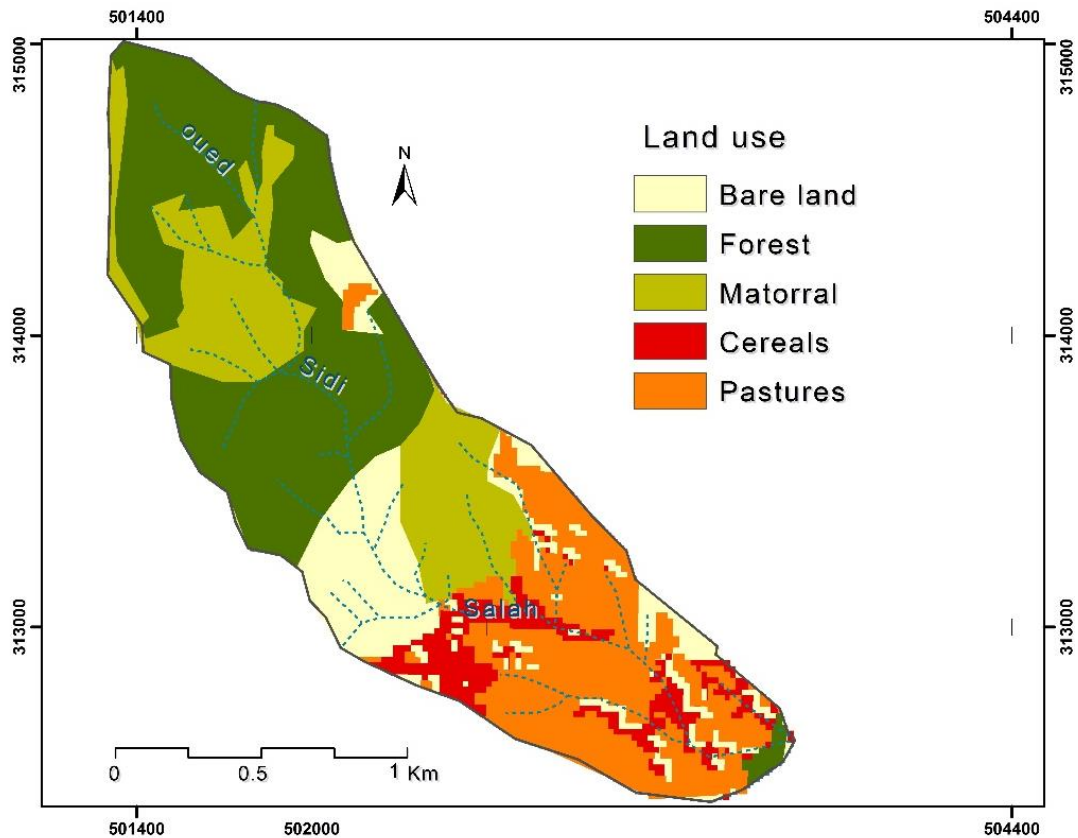 501400
504400
315000
315000
oued
N
Land use
Bare land
Forest
Matorral
Cereals
Pastures
314000
314000
Sidi
313000
313000
Salah
0
0.5
1 Km
501400
502000
504400